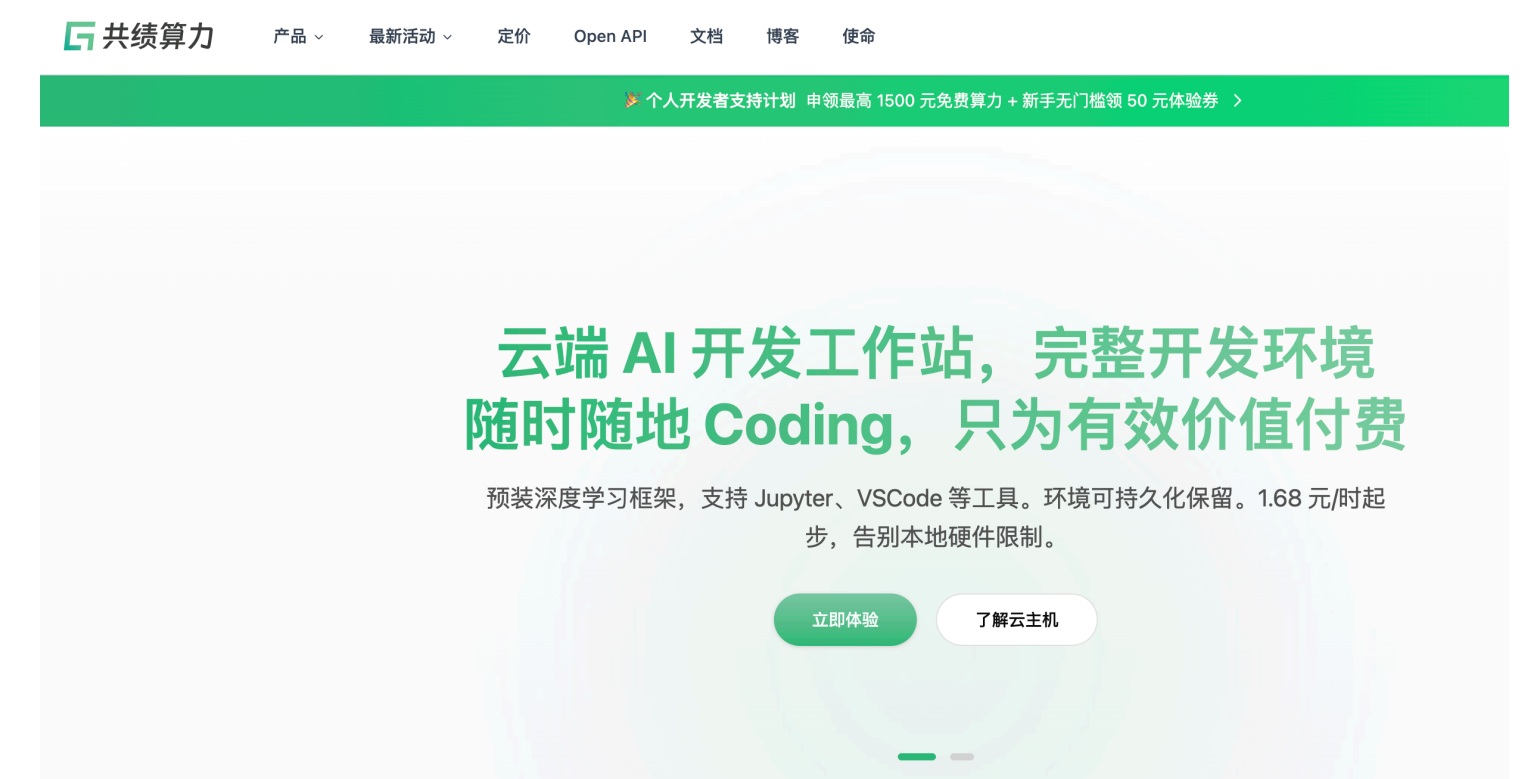 共绩算力
产品 最新活动 定价 Open API 文档 博客 使命
🎉 个人开发者支持计划 申领最高 1500 元免费算力 + 新手无门槛领 50 元体验券
云端 AI 开发工作站，完整开发环境
随时随地 Coding，只为有效价值付费
预装深度学习框架，支持 Jupyter、VSCode 等工具。环境可持久化保留。1.68 元/时起
步，告别本地硬件限制。
立即体验 了解云主机